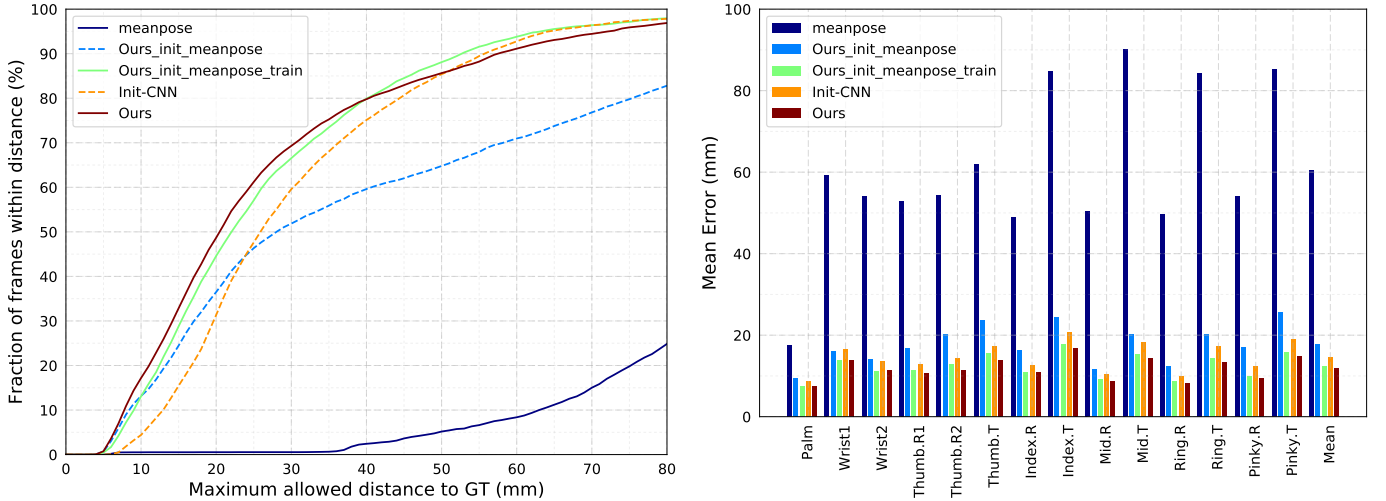 100
90
80
70
60
50
40
30
20
10
0
Fraction of frames within distance (%)
meanpose
Ours_init_meanpose
Ours_init_meanpose_train
Init-CNN
Ours
0 10 20 30 40 50 60 70 80
Maximum allowed distance to GT (mm)
100
80
60
40
20
0
Mean Error (mm)
meanpose
Ours_init_meanpose
Ours_init_meanpose_train
Init-CNN
Ours
Palm
Wrist1
Wrist2
Thumb.R1
Thumb.R2
Thumb.T
Index.R
Index.T
Mid.R
Mid.T
Ring.R
Ring.T
Pinky.R
Pinky.T
Mean